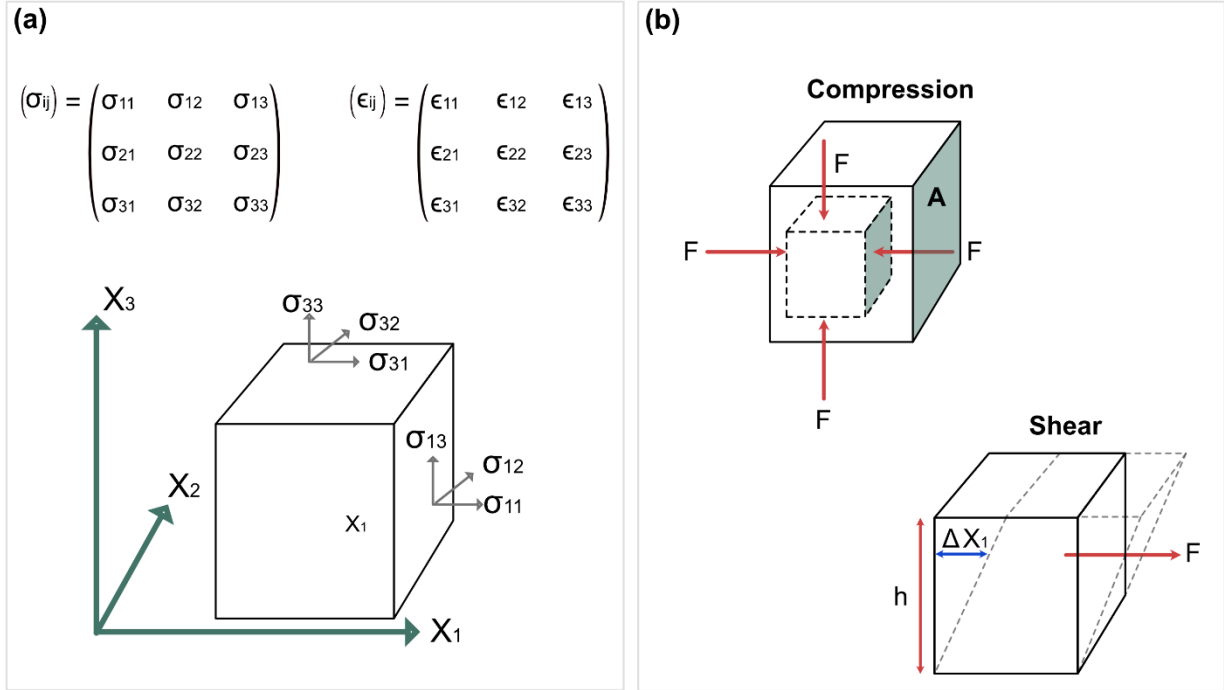 (a)
(σij) = (σ11 σ12 σ13
σ21 σ22 σ23
σ31 σ32 σ33)
(ϵij) = (ϵ11 ϵ12 ϵ13
ϵ21 ϵ22 ϵ23
ϵ31 ϵ32 ϵ33)
X3
σ33
σ32
σ31
X2
σ13
σ12
σ11
X1
X1
(b)
Compression
F
A
F
F
F
Shear
ΔX1
F
h